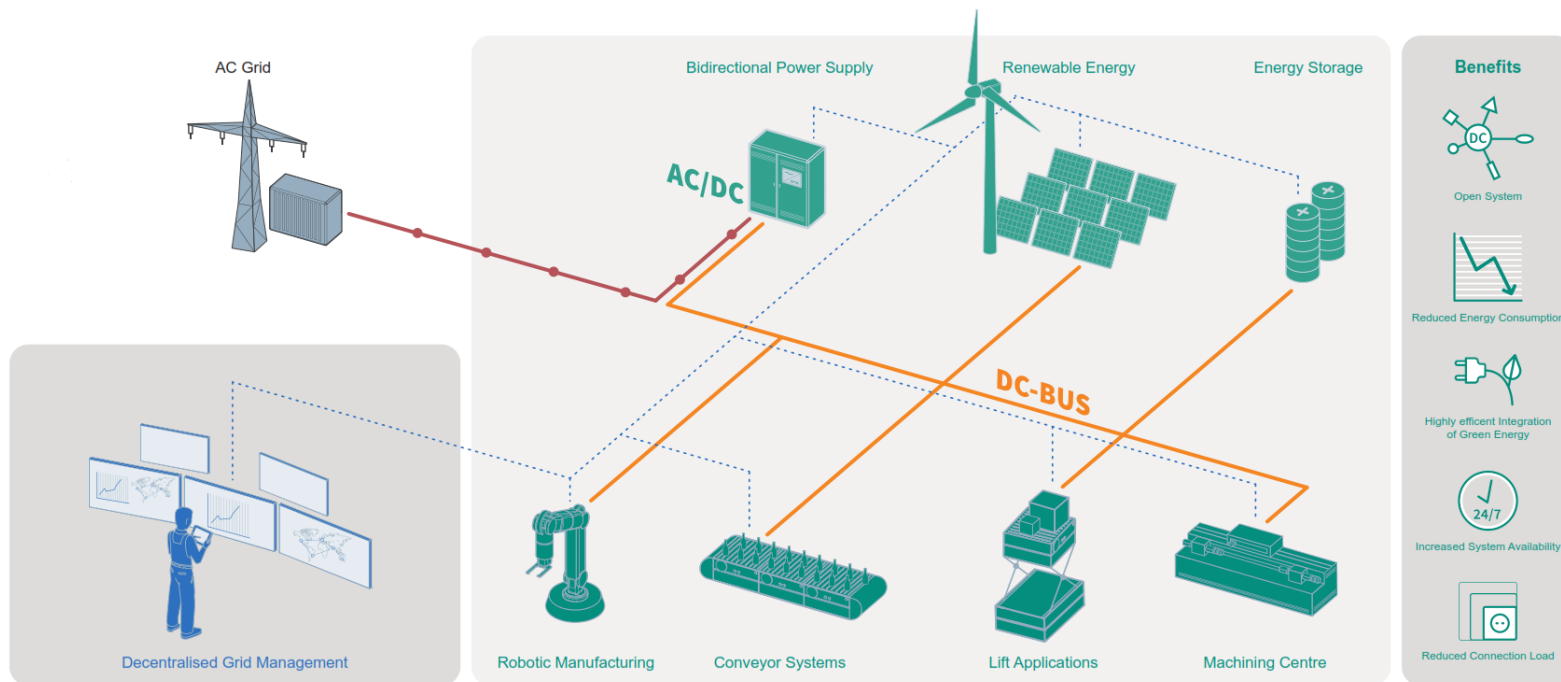 AC Grid
Bidirectional Power Supply
Renewable Energy
Energy Storage
AC/DC
DC-BUS
Decentralised Grid Management
Robotic Manufacturing
Conveyor Systems
Lift Applications
Machining Centre
Benefits
DC
Open System
Reduced Energy Consumption
Highly efficent Integration
of Green Energy
24/7
Increased System Availability
Reduced Connection Load